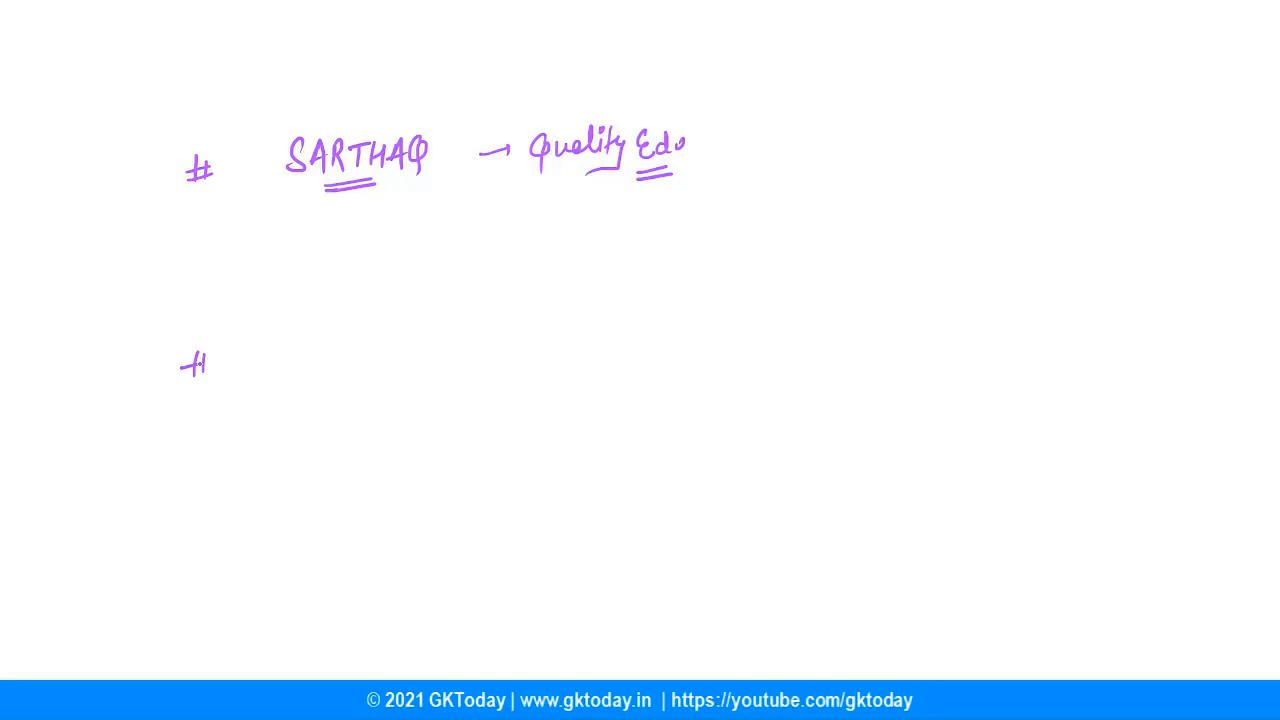 # SARTHAQ → Quality Edu
#
© 2021 GKToday | www.gktoday.in | https://youtube.com/gktoday